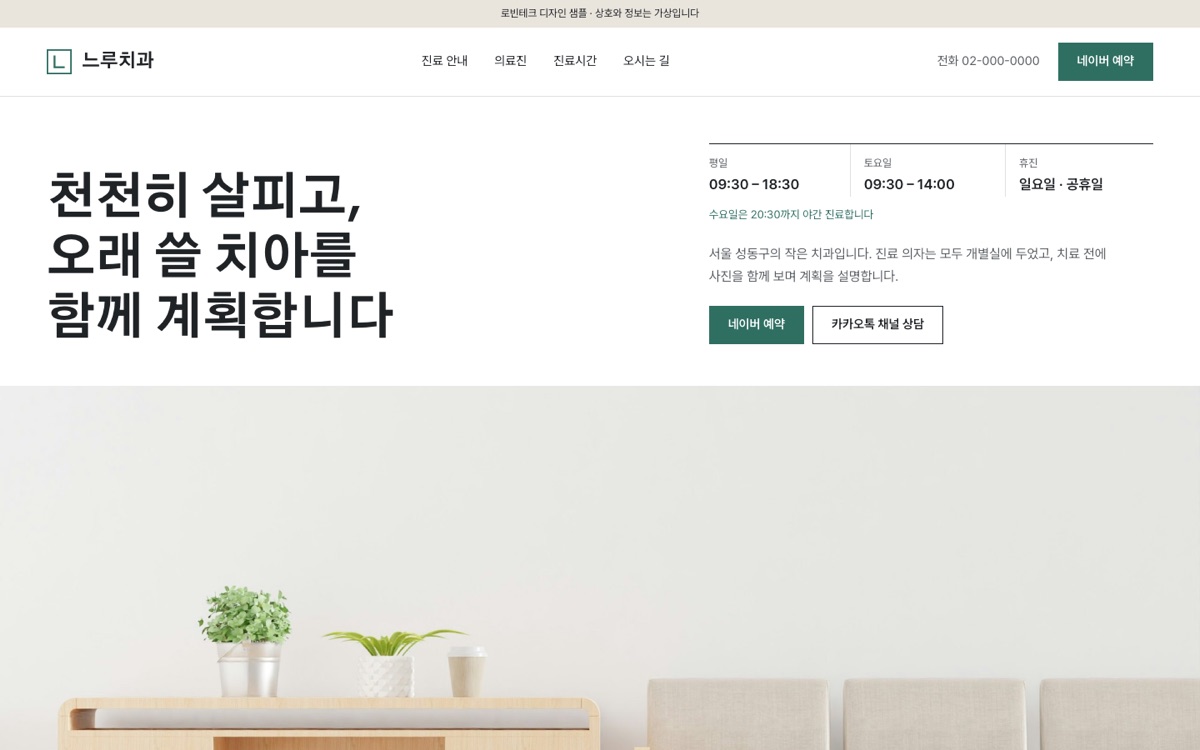 로빈테크 디자인 샘플 · 상호와 정보는 가상입니다
느루치과
진료 안내
의료진
진료시간
오시는 길
전화 02-000-0000
네이버 예약
천천히 살피고,
오래 쓸 치아를
함께 계획합니다
평일
09:30 – 18:30
토요일
09:30 – 14:00
휴진
일요일 · 공휴일
수요일은 20:30까지 야간 진료합니다
서울 성동구의 작은 치과입니다. 진료 의자는 모두 개별실에 두었고, 치료 전에
사진을 함께 보며 계획을 설명합니다.
네이버 예약
카카오톡 채널 상담